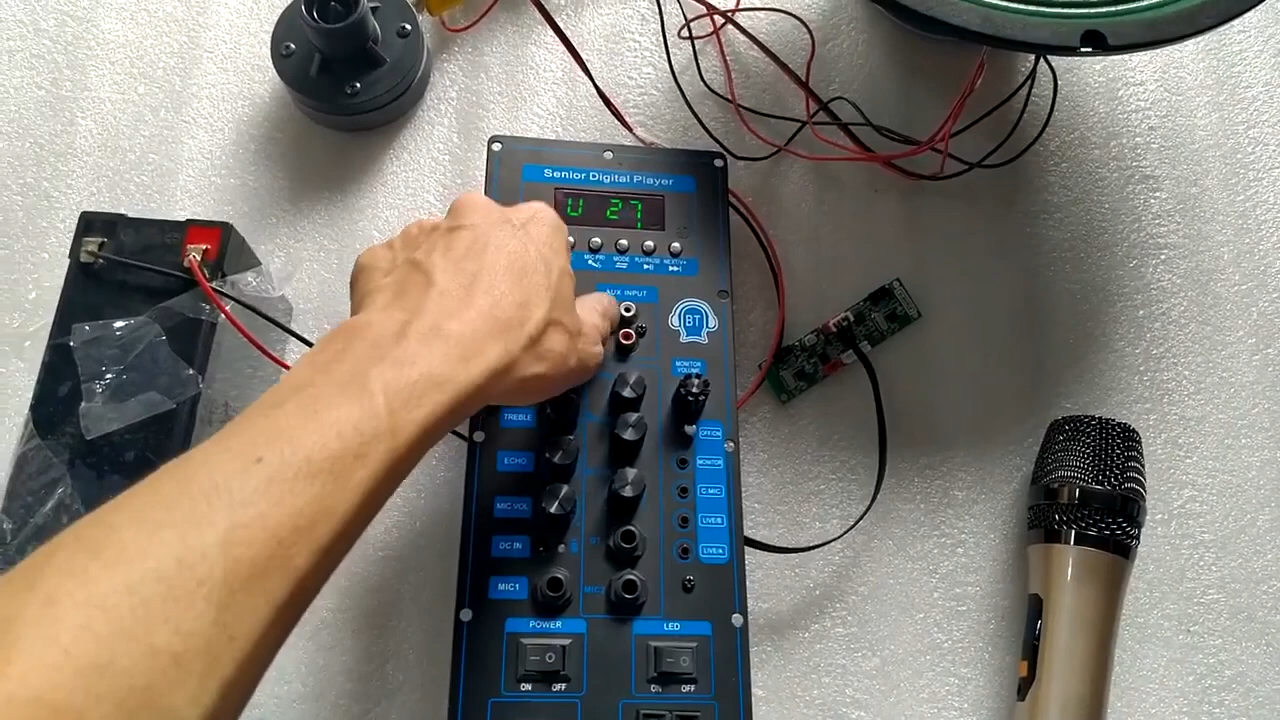 Senior Digital Player
U 27
MIC PRI MODE PLAY/PAUSE NEXT/V+
AUX INPUT
BT
MONITOR
VOLUME
TREBLE
OFF/ON
ECHO
MONITOR
C.MIC
MIC VOL
LIVE/B
DC IN
LIVE/A
MIC1
MIC2
POWER
LED
ON OFF
ON OFF